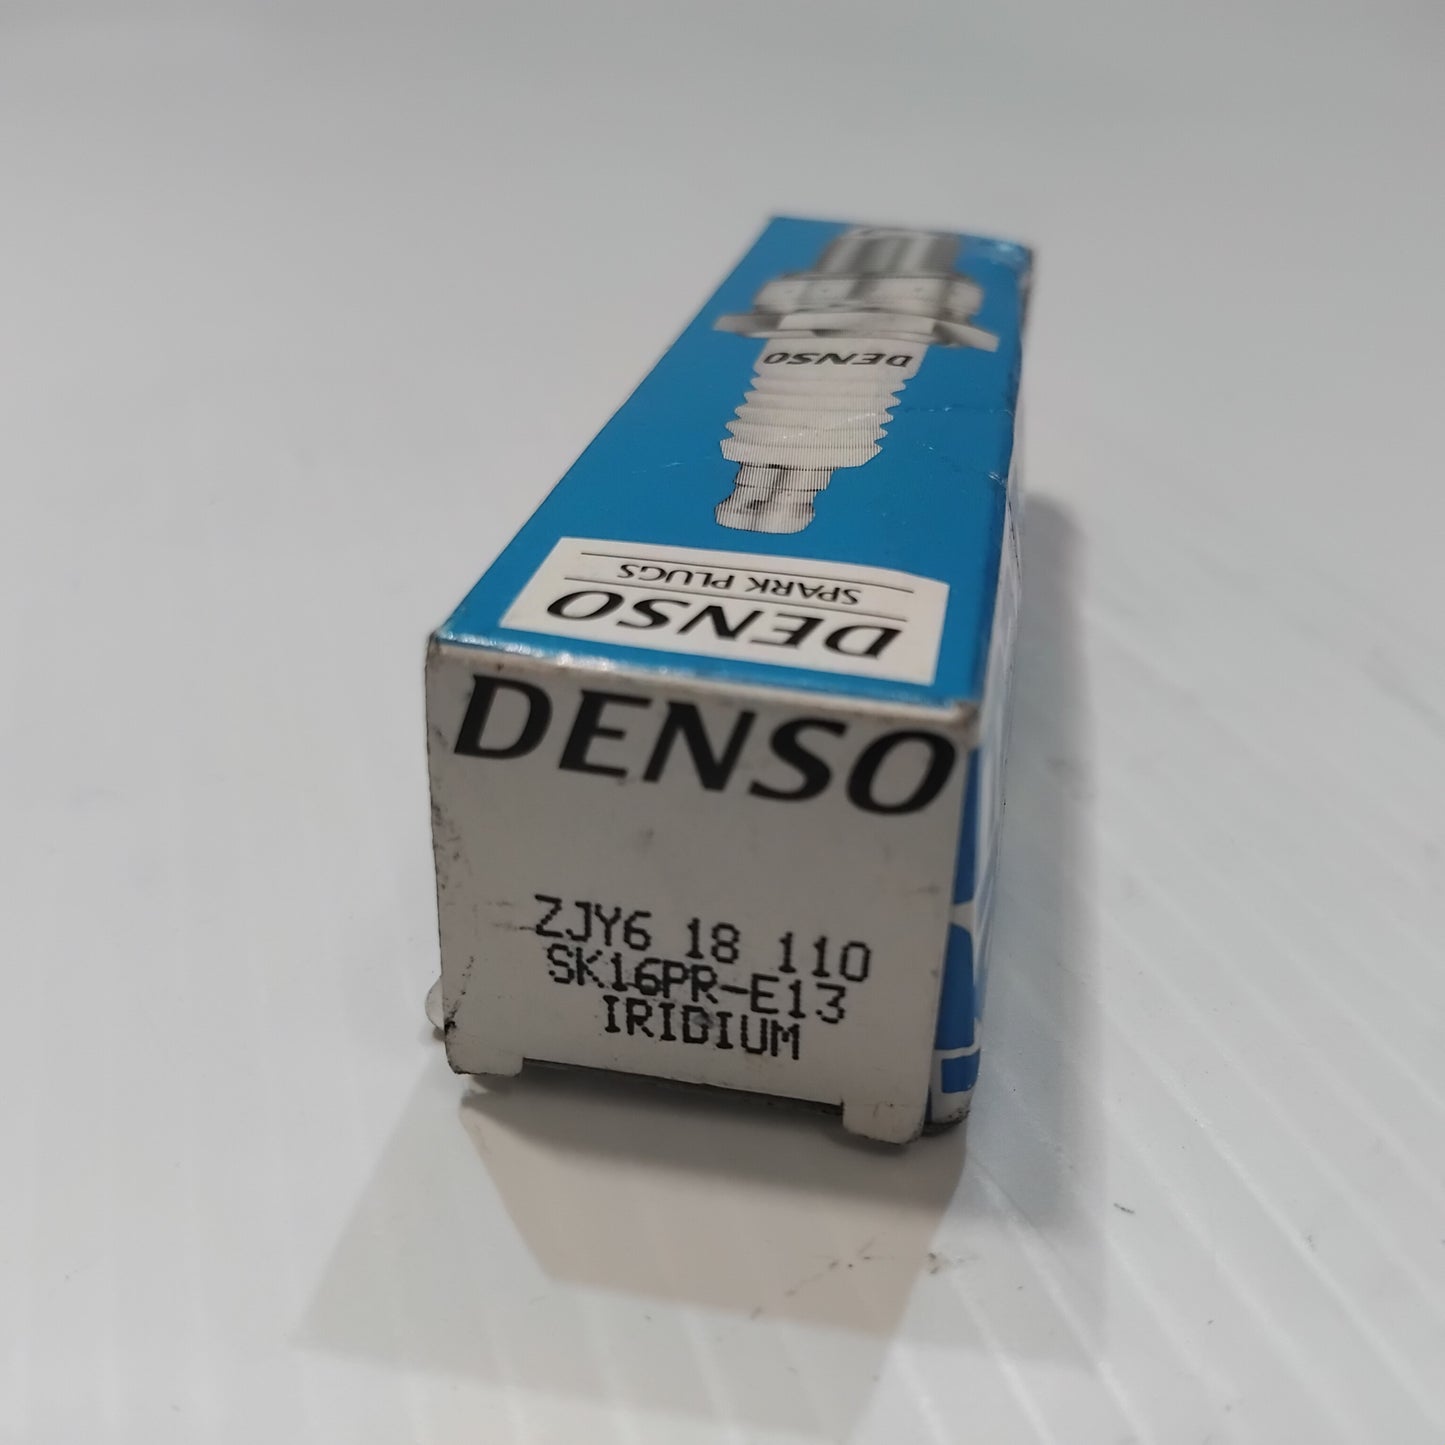 DENSO
SPARK PLUGS
DENSO
DENSO
ZJY6 18 110
SK16PR-E13
IRIDIUM